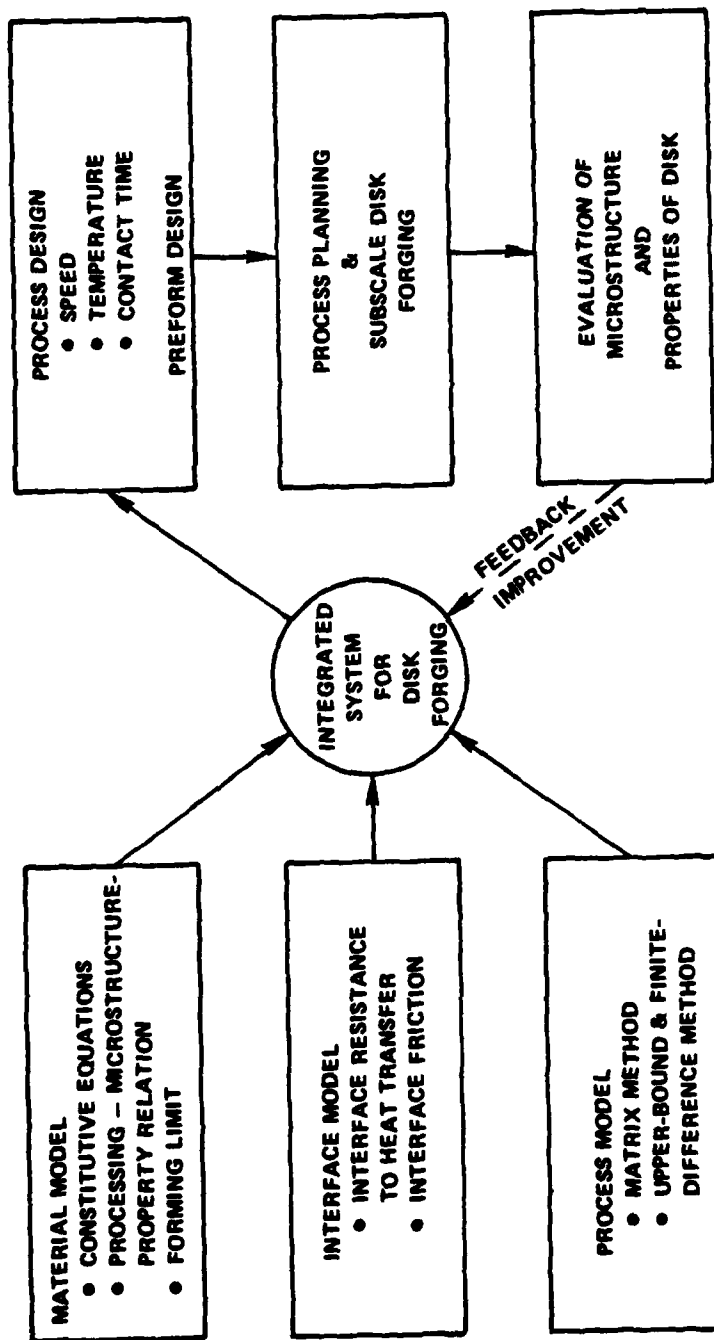 MATERIAL MODEL
● CONSTITUTIVE EQUATIONS
● PROCESSING – MICROSTRUCTURE-
PROPERTY RELATION
● FORMING LIMIT
INTERFACE MODEL
● INTERFACE RESISTANCE
TO HEAT TRANSFER
● INTERFACE FRICTION
PROCESS MODEL
● MATRIX METHOD
● UPPER-BOUND & FINITE-
DIFFERENCE METHOD
INTEGRATED
SYSTEM
FOR
DISK
FORGING
PROCESS DESIGN
● SPEED
● TEMPERATURE
● CONTACT TIME
PREFORM DESIGN
PROCESS PLANNING
&
SUBSCALE DISK
FORGING
EVALUATION OF
MICROSTRUCTURE
AND
PROPERTIES OF DISK
FEEDBACK
IMPROVEMENT